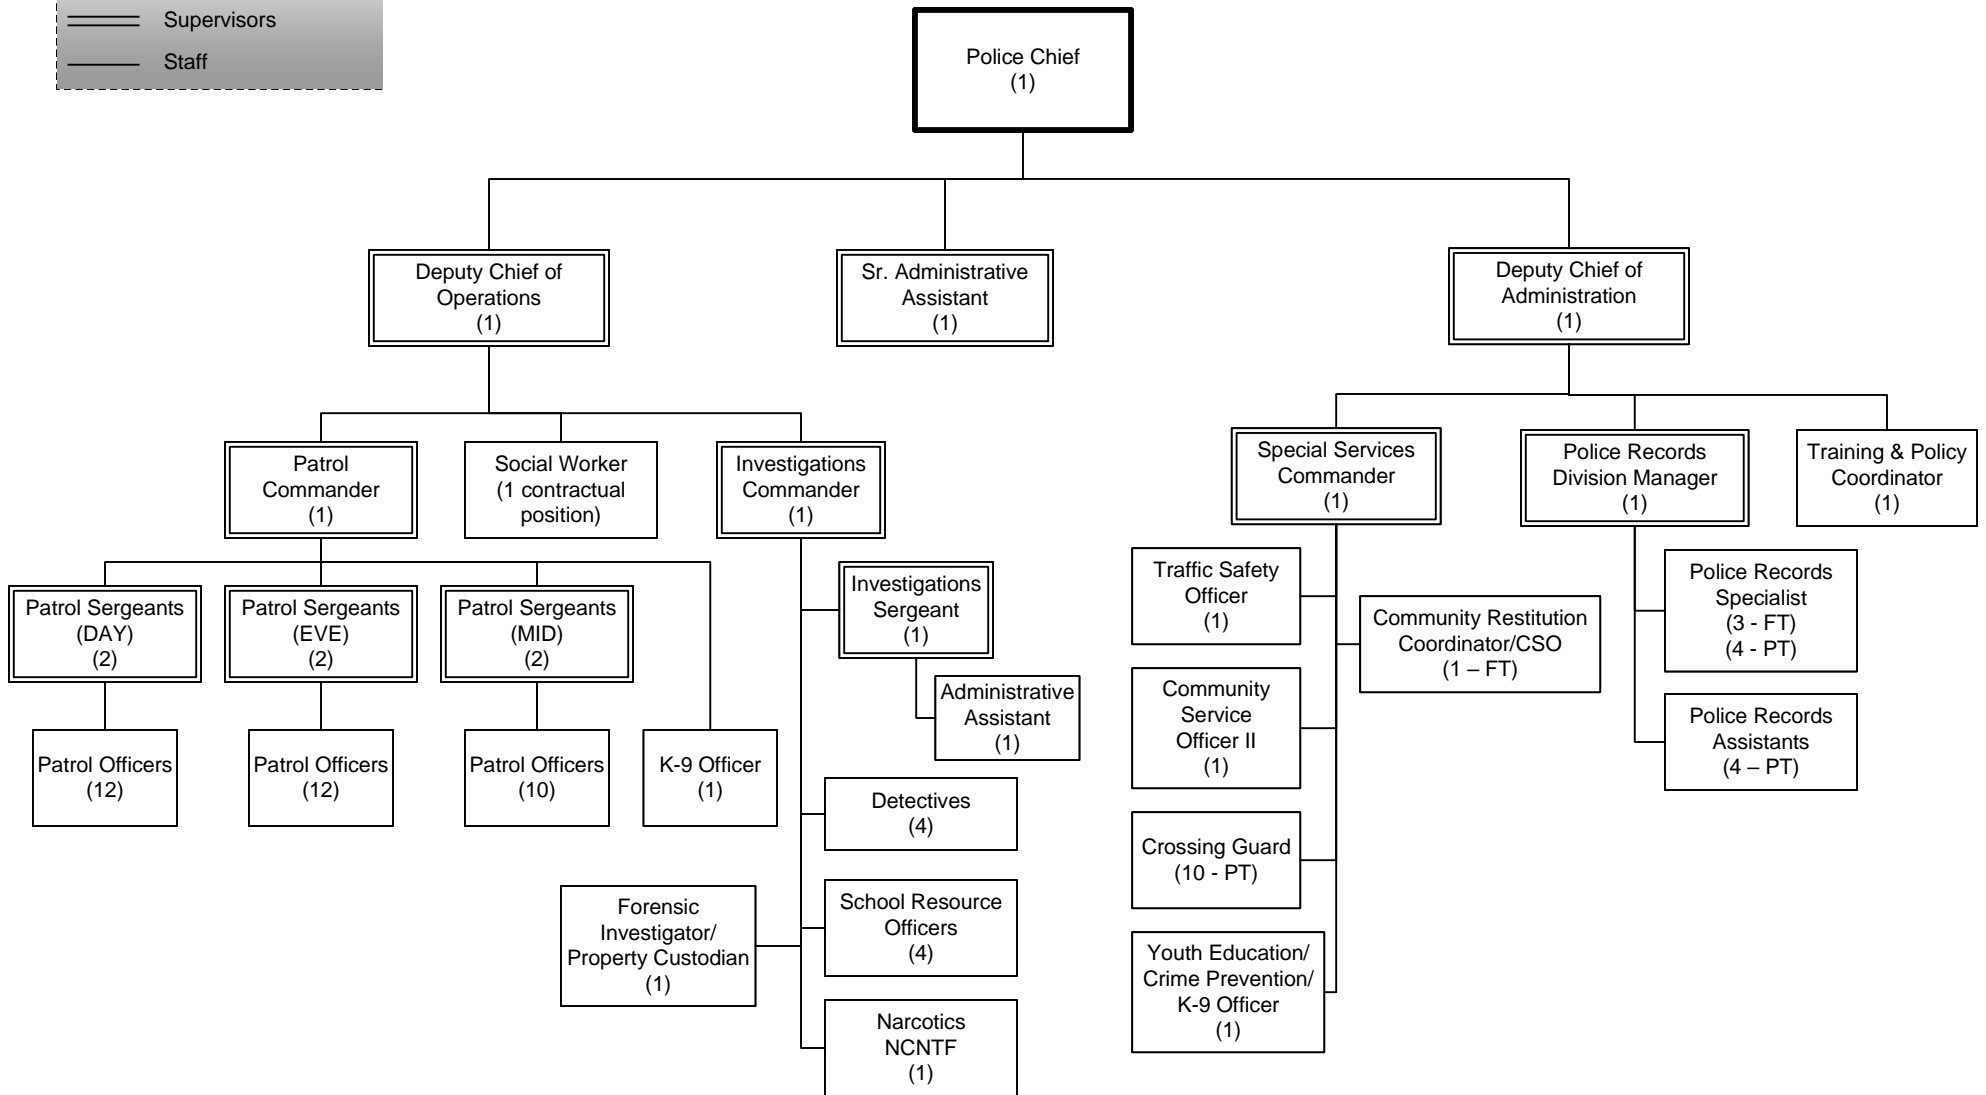 Supervisors
Staff
Police Chief
(1)
Deputy Chief of
Operations
(1)
Sr. Administrative
Assistant
(1)
Deputy Chief of
Administration
(1)
Patrol
Commander
(1)
Social Worker
(1 contractual
position)
Investigations
Commander
(1)
Special Services
Commander
(1)
Police Records
Division Manager
(1)
Training & Policy
Coordinator
(1)
Patrol Sergeants
(DAY)
(2)
Patrol Sergeants
(EVE)
(2)
Patrol Sergeants
(MID)
(2)
Investigations
Sergeant
(1)
Administrative
Assistant
(1)
Patrol Officers
(12)
Patrol Officers
(12)
Patrol Officers
(10)
K-9 Officer
(1)
Detectives
(4)
School Resource
Officers
(4)
Forensic
Investigator/
Property Custodian
(1)
Narcotics
NCNTF
(1)
Traffic Safety
Officer
(1)
Community Restitution
Coordinator/CSO
(1 – FT)
Community
Service
Officer II
(1)
Crossing Guard
(10 - PT)
Youth Education/
Crime Prevention/
K-9 Officer
(1)
Police Records
Specialist
(3 - FT)
(4 - PT)
Police Records
Assistants
(4 – PT)